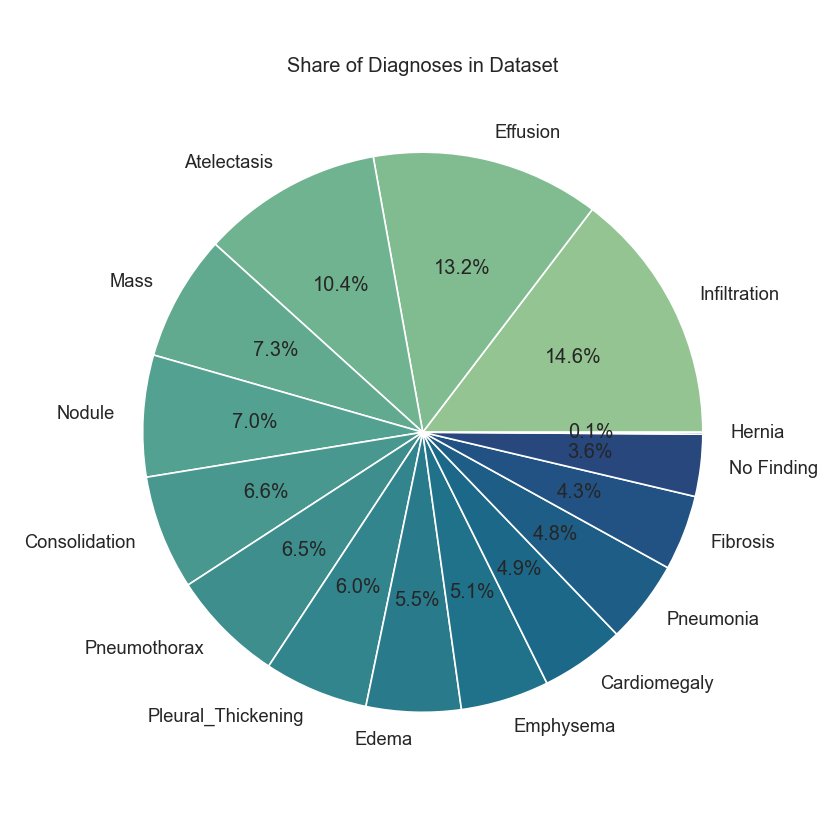 Share of Diagnoses in Dataset
Effusion
Atelectasis
Mass
Infiltration
Nodule
Hernia
No Finding
Consolidation
Fibrosis
Pneumothorax
Pneumonia
Pleural_Thickening
Cardiomegaly
Edema
Emphysema
13.2%
10.4%
7.3%
14.6%
7.0%
0.1%
3.6%
6.6%
4.3%
6.5%
4.8%
6.0%
4.9%
5.5%
5.1%